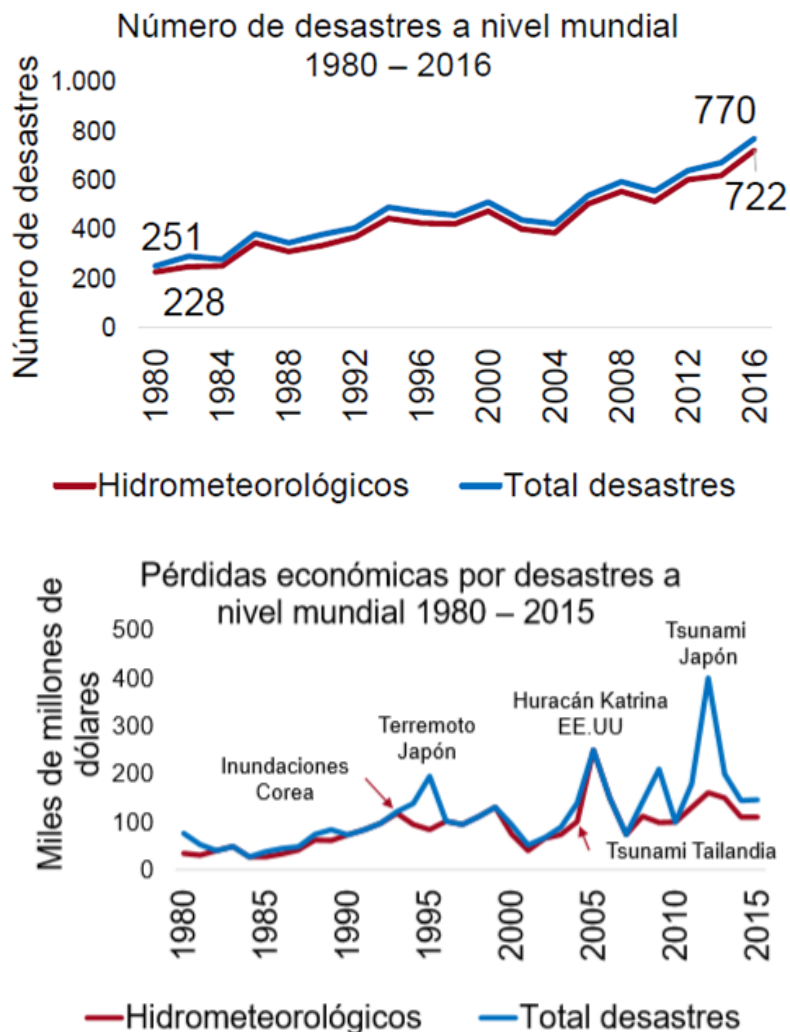 Número de desastres a nivel mundial
1980 – 2016
Número de desastres
1.000
800
600
400
200
0
770
722
251
228
1980
1984
1988
1992
1996
2000
2004
2008
2012
2016
Hidrometeorológicos
Total desastres
Pérdidas económicas por desastres a
nivel mundial 1980 – 2015
Miles de millones de
dólares
500
400
300
200
100
0
Tsunami
Japón
Huracán Katrina
EE.UU
Terremoto
Japón
Inundaciones
Corea
Tsunami Tailandia
1980
1985
1990
1995
2000
2005
2010
2015
Hidrometeorológicos
Total desastres